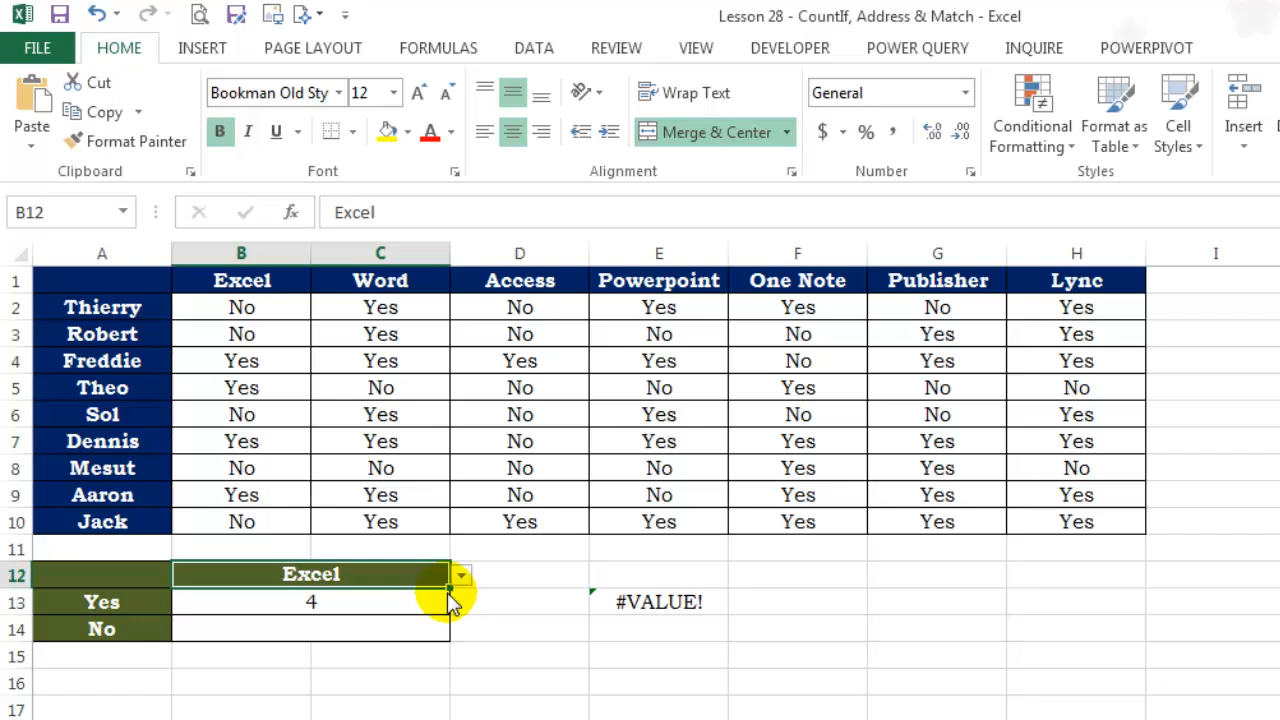 Lesson 28 - CountIf, Address & Match - Excel
FILE HOME INSERT PAGE LAYOUT FORMULAS DATA REVIEW VIEW DEVELOPER POWER QUERY INQUIRE POWERPIVOT
Paste
Cut
Copy
Format Painter
Clipboard
Bookman Old Sty 12
B I U
Font
Wrap Text
Merge & Center
Alignment
General
$ % ,
Number
Conditional Formatting
Format as Table
Cell Styles
Styles
Insert
B12 fx Excel
A B C D E F G H I
1 Excel Word Access Powerpoint One Note Publisher Lync
2 Thierry No Yes No Yes Yes No Yes
3 Robert No Yes No No No Yes Yes
4 Freddie Yes Yes Yes Yes No Yes Yes
5 Theo Yes No No No Yes No No
6 Sol No Yes No Yes No No Yes
7 Dennis Yes Yes No Yes Yes Yes Yes
8 Mesut No No No No Yes Yes No
9 Aaron Yes Yes No No Yes Yes Yes
10 Jack No Yes Yes Yes Yes Yes Yes
11
12 Excel
13 Yes 4 #VALUE!
14 No
15
16
17